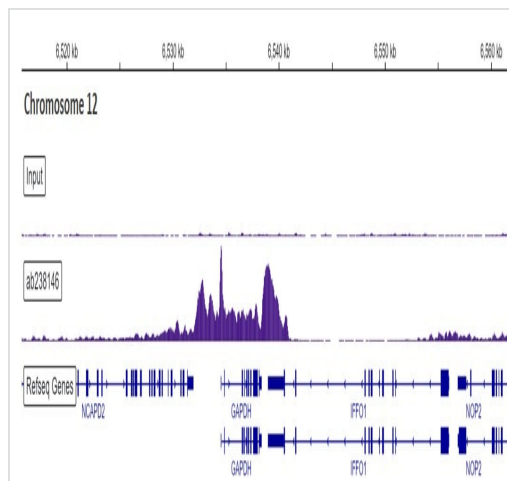 6,520 kb 6,530 kb 6,540 kb 6,550 kb 6,560 kb
Chromosome 12
Input
ab238146
Refseq Genes
NCAPD2 GAPDH IFFO1 NOP2
GAPDH IFFO1 NOP2